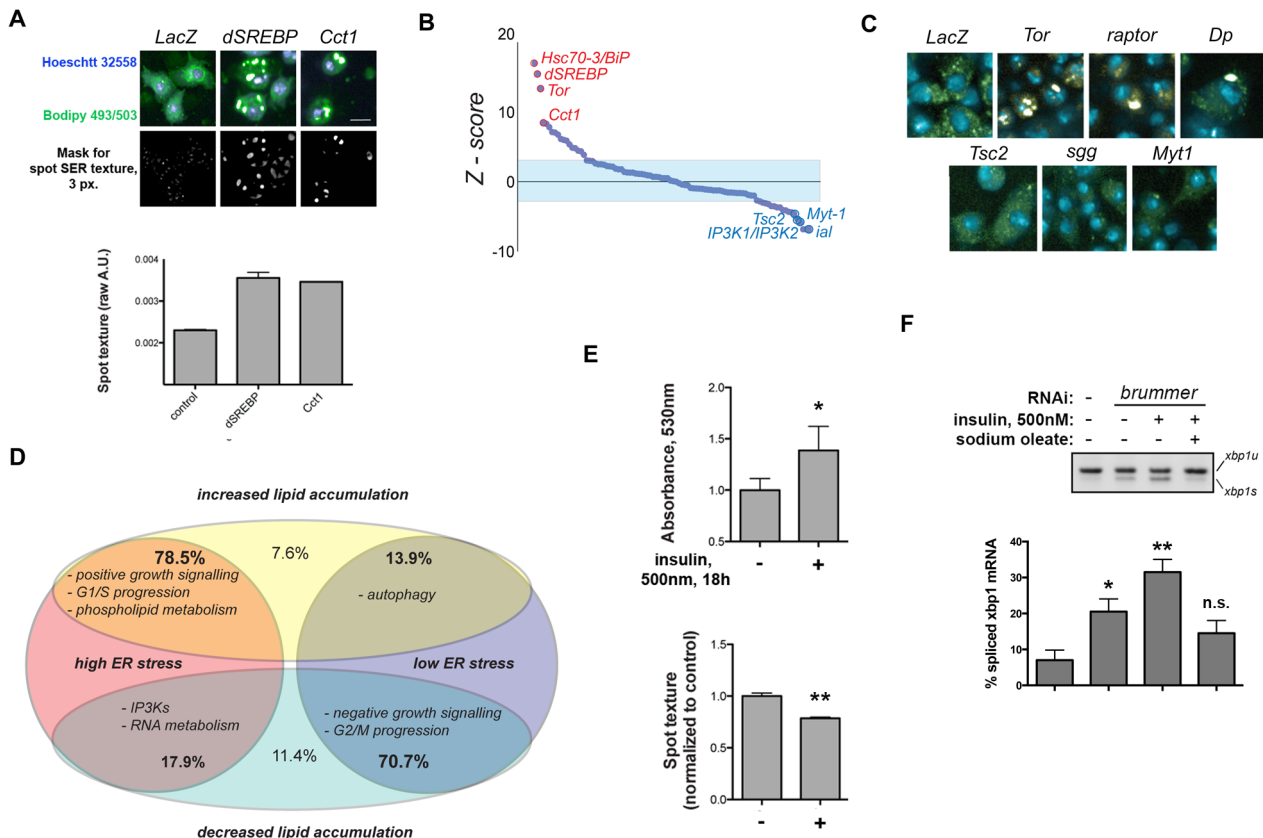 A
LacZ dSREBP Cct1
Hoeschtt 32558
Bodipy 493/503
Mask for
spot SER texture,
3 px.
Spot texture (raw A.U.)
0.004
0.003
0.002
control
dSREBP
Cct1
B
Z - score
20
10
0
-10
Hsc70-3/BiP
dSREBP
Tor
Cct1
Tsc2 Myt-1
IP3K1/IP3K2 ial
C
LacZ Tor raptor Dp
Tsc2 sgg Myt1
D
increased lipid accumulation
78.5% 7.6% 13.9%
- positive growth signalling
- G1/S progression
- phospholipid metabolism
- autophagy
high ER stress low ER stress
- IP3Ks
- RNA metabolism
- negative growth signalling
- G2/M progression
17.9% 11.4% 70.7%
decreased lipid accumulation
E
Absorbance, 530nm
2.0
1.5
1.0
0.5
*
insulin,
500nm, 18h
- +
Spot texture
(normalized to control)
1.5
1.0
0.5
0.0
**
- +
F
RNAi: - brummer
insulin, 500nM: - - + +
sodium oleate: - - - +
xbp1u
xbp1s
% spliced xbp1 mRNA
40
30
20
10
0
* ** n.s.